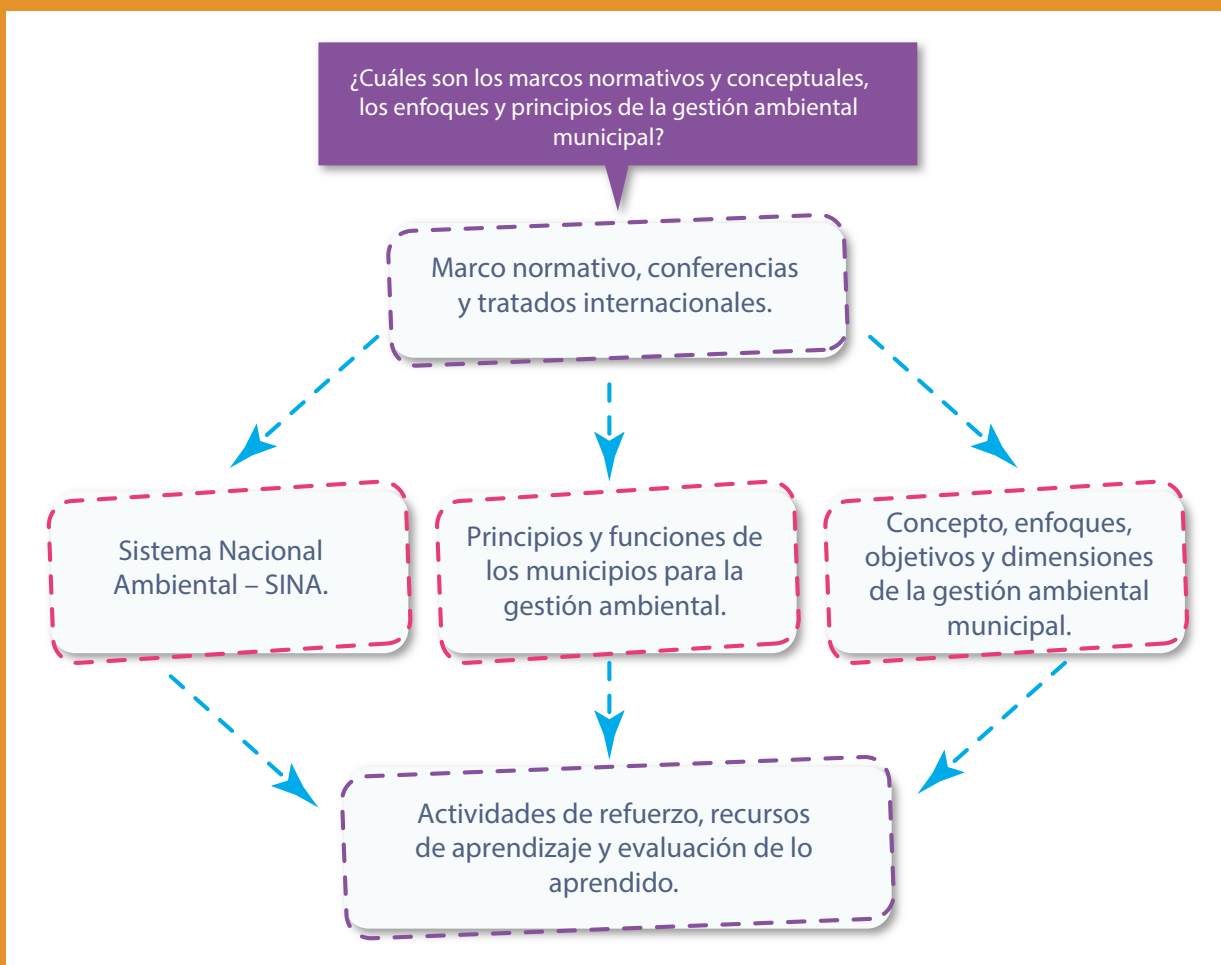 ¿Cuáles son los marcos normativos y conceptuales,
los enfoques y principios de la gestión ambiental
municipal?
Marco normativo, conferencias
y tratados internacionales.
Sistema Nacional
Ambiental – SINA.
Principios y funciones de
los municipios para la
gestión ambiental.
Concepto, enfoques,
objetivos y dimensiones
de la gestión ambiental
municipal.
Actividades de refuerzo, recursos
de aprendizaje y evaluación de lo
aprendido.